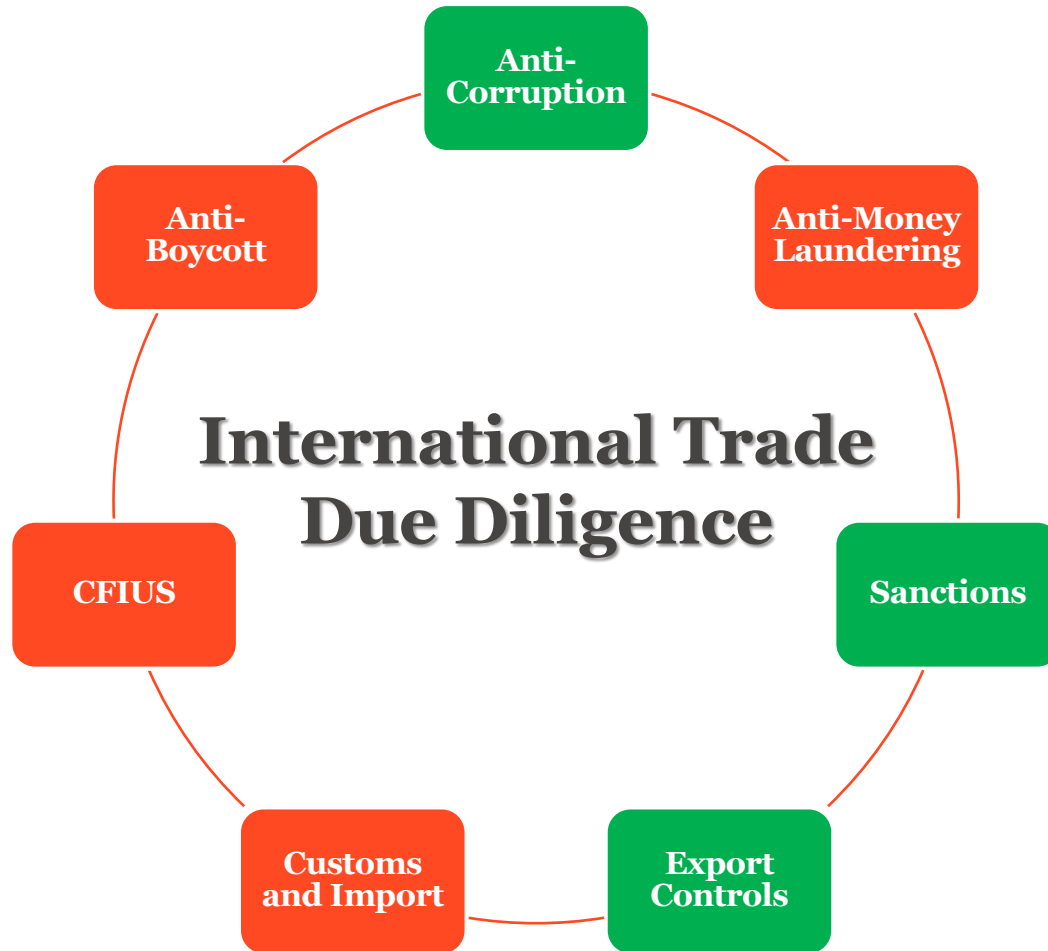 Anti-
Corruption
Anti-Money
Laundering
Sanctions
Export
Controls
Customs
and Import
CFIUS
Anti-
Boycott
International Trade
Due Diligence